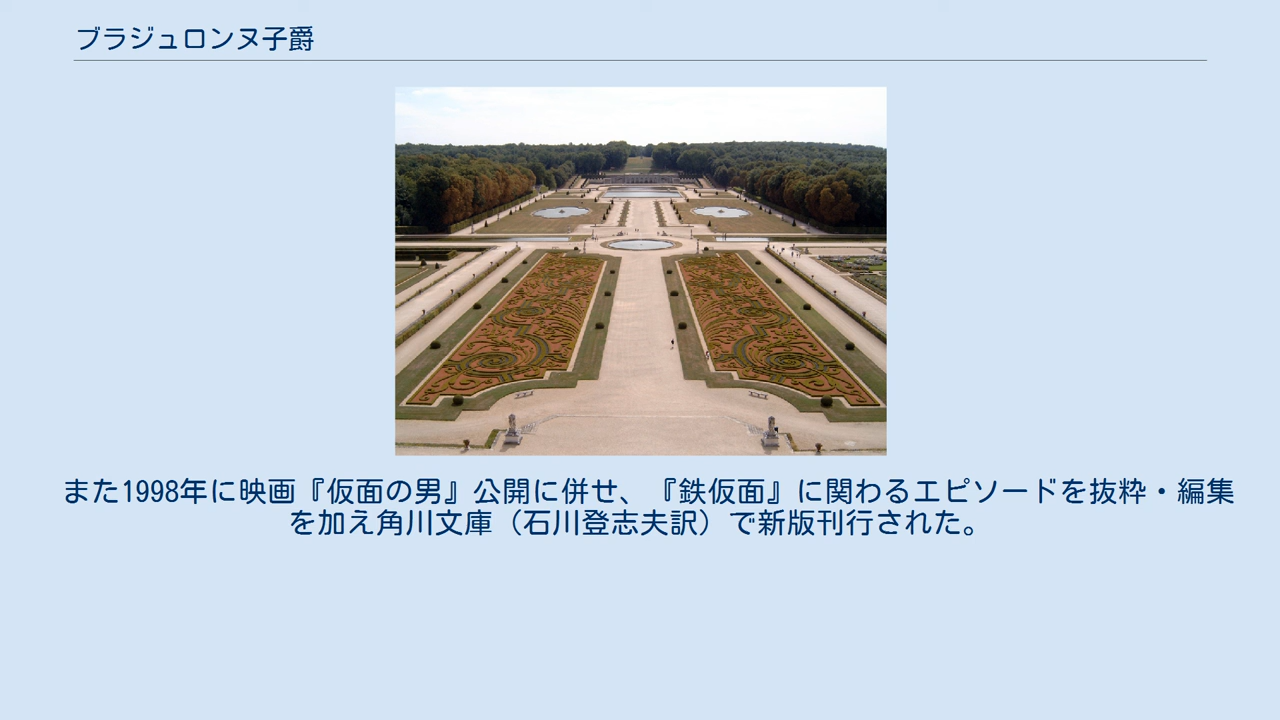 ブラジュロンヌ子爵
また1998年に映画『仮面の男』公開に併せ、『鉄仮面』に関わるエピソードを抜粋・編集
を加え角川文庫（石川登志夫訳）で新版刊行された。